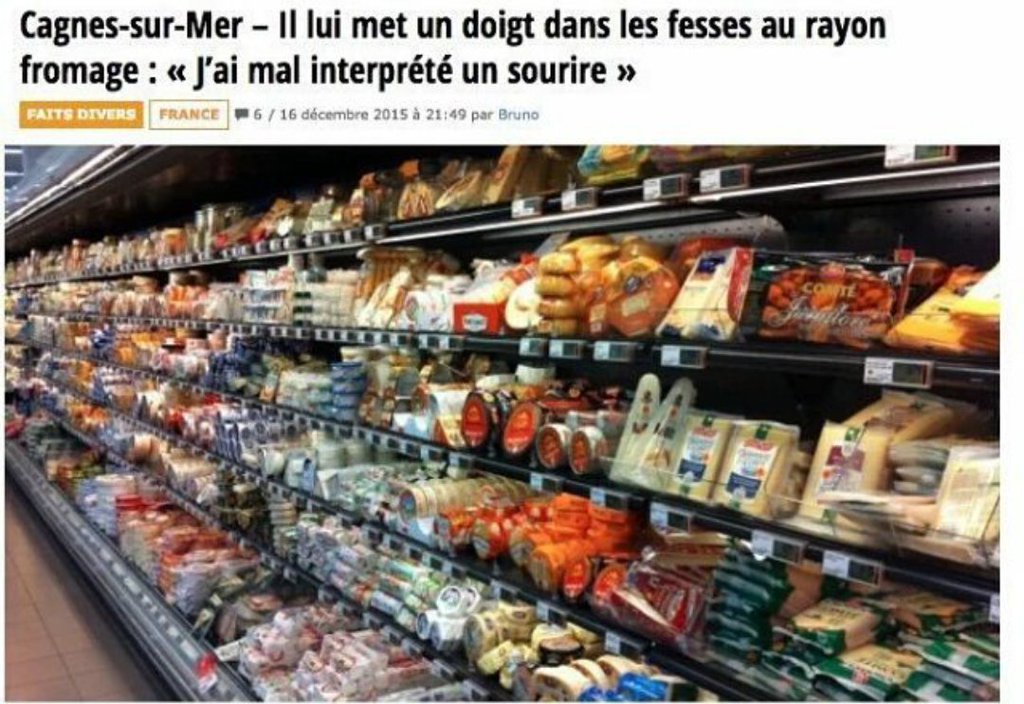 Cagnes-sur-Mer – Il lui met un doigt dans les fesses au rayon
fromage : « J’ai mal interprété un sourire »
FAITS DIVERS FRANCE 6 / 16 décembre 2015 à 21:49 par Bruno
COMTÉ
Juraflore